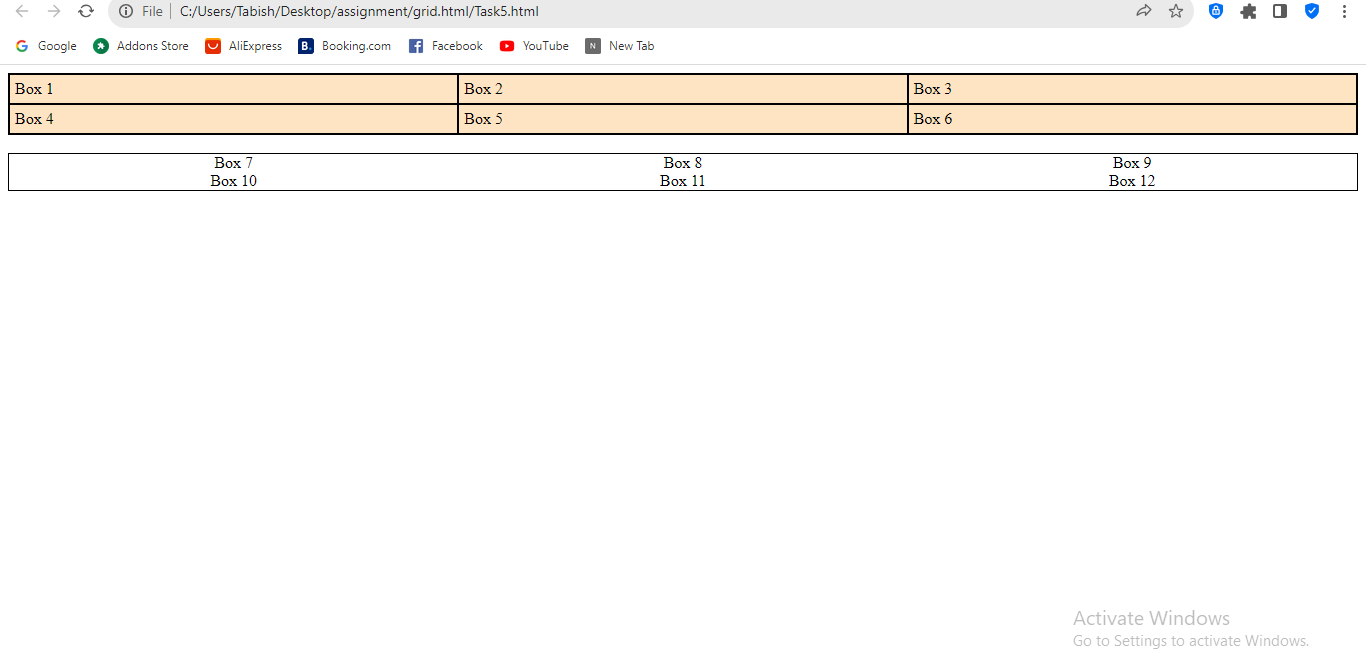 File C:/Users/Tabish/Desktop/assignment/grid.html/Task5.html
Google Addons Store B. AliExpress Booking.com Facebook YouTube N New Tab
Box 1 Box 2 Box 3
Box 4 Box 5 Box 6
Box 7 Box 8 Box 9
Box 10 Box 11 Box 12
Activate Windows
Go to Settings to activate Windows.